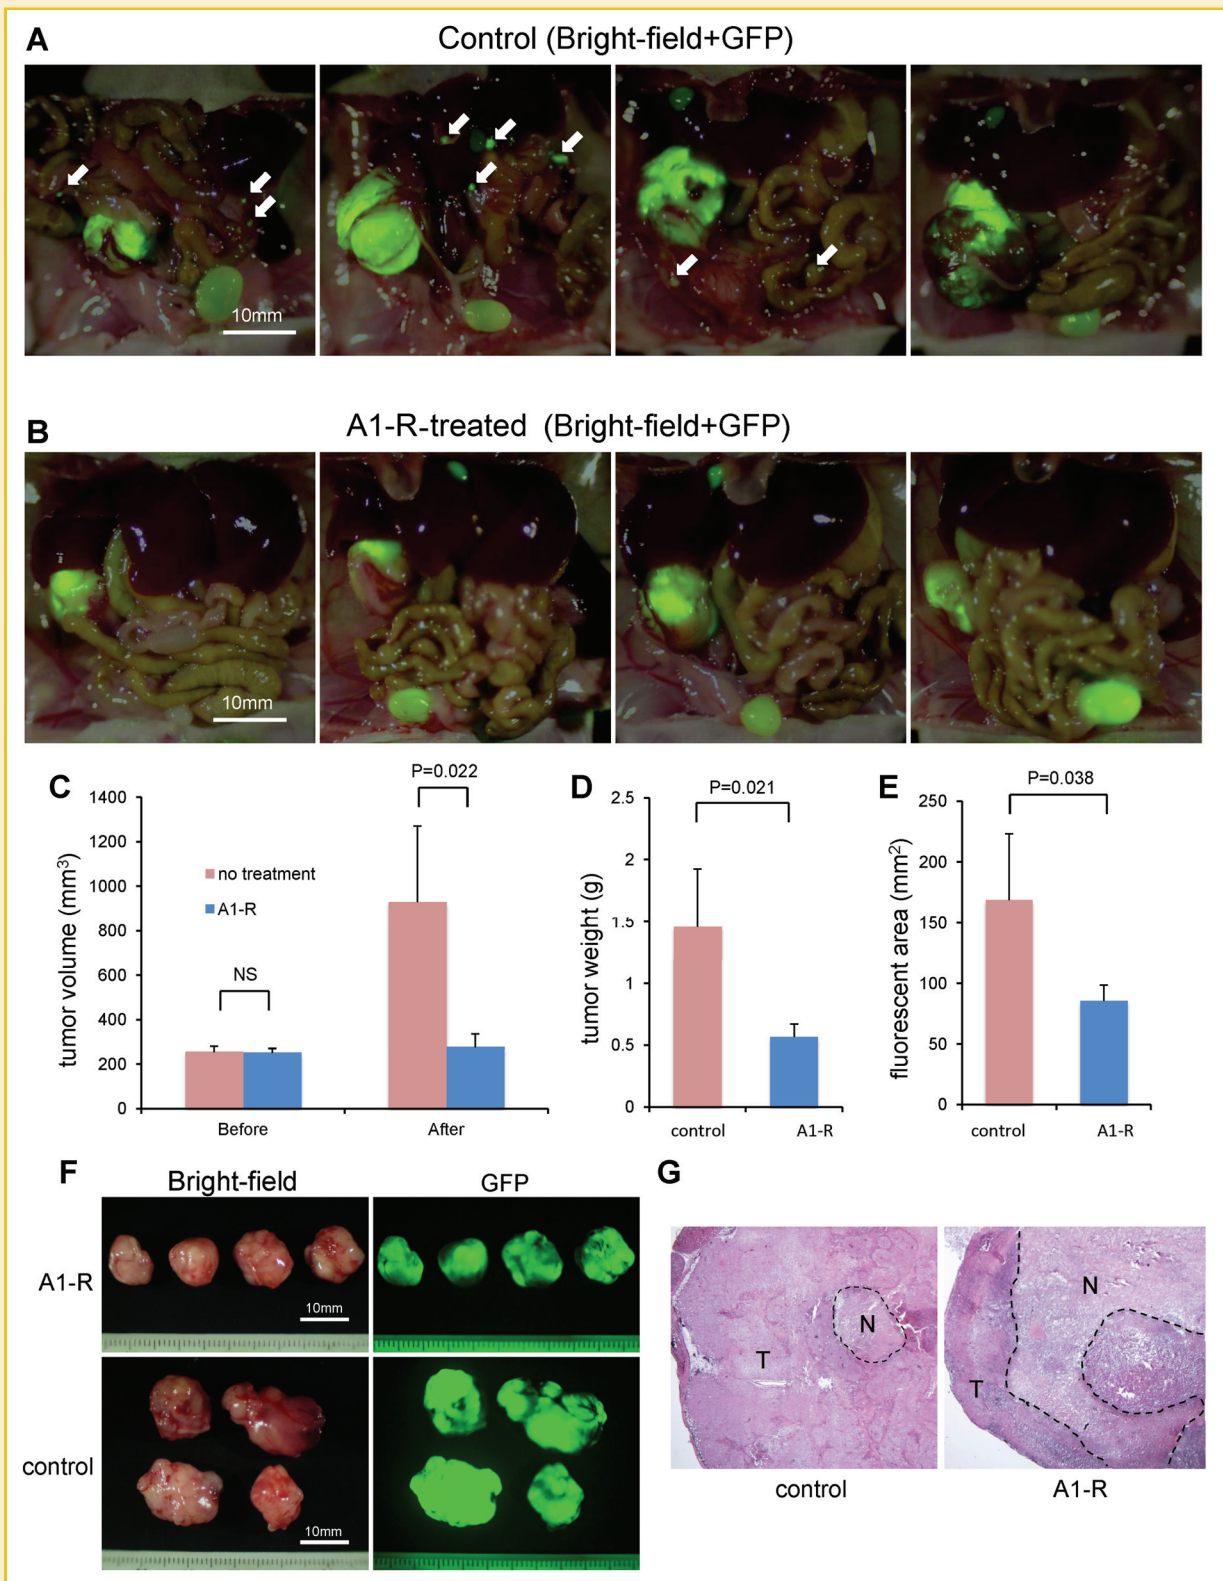 A
Control (Bright-field+GFP)
10mm
B
A1-R-treated (Bright-field+GFP)
10mm
C
P=0.022
1400
1200
1000
800
600
400
200
0
tumor volume (mm³)
no treatment
A1-R
NS
Before
After
D
P=0.021
2.5
2
1.5
1
0.5
0
tumor weight (g)
control
A1-R
E
P=0.038
250
200
150
100
50
0
fluorescent area (mm²)
control
A1-R
F
Bright-field
GFP
A1-R
10mm
control
10mm
G
T
N
control
N
T
A1-R